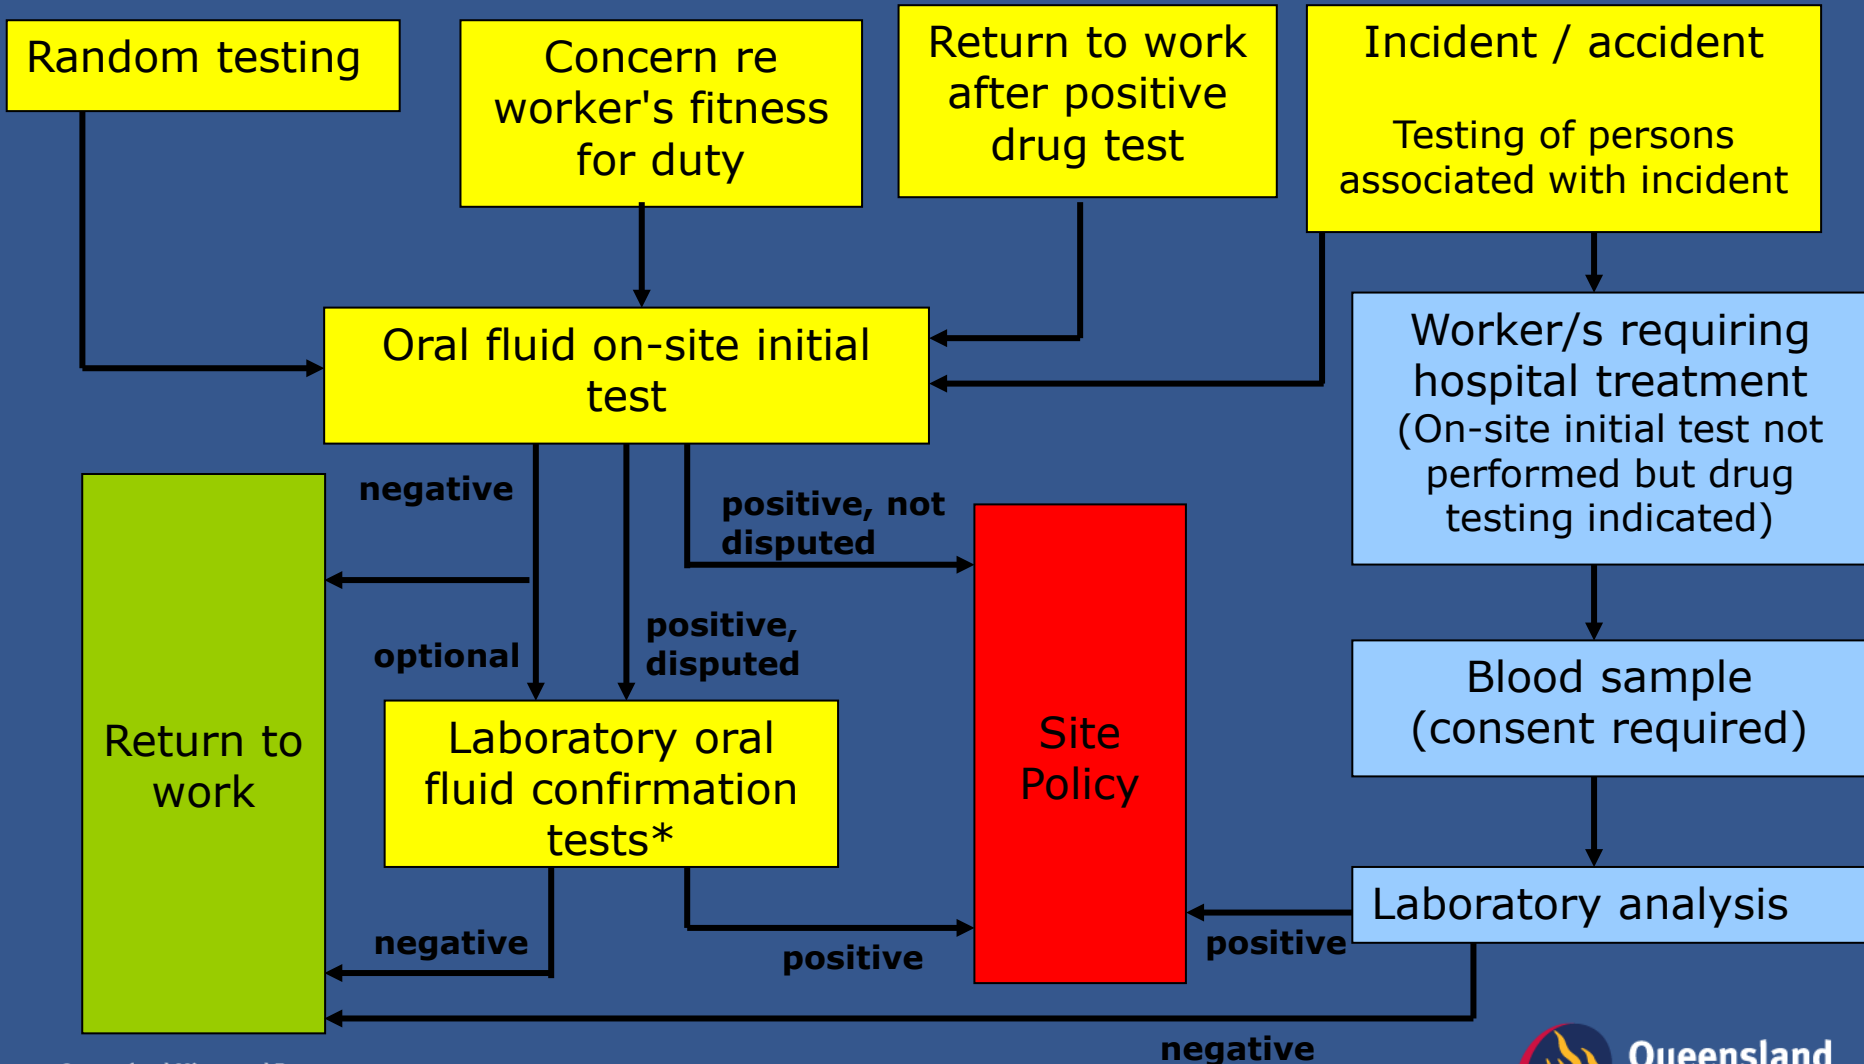 Random testing
Concern re
worker's fitness
for duty
Return to work
after positive
drug test
Incident / accident
Testing of persons
associated with incident
Oral fluid on-site initial
test
Worker/s requiring
hospital treatment
(On-site initial test not
performed but drug
testing indicated)
negative
positive, not
disputed
optional
positive,
disputed
Blood sample
(consent required)
Return to
work
Laboratory oral
fluid confirmation
tests*
Site
Policy
Laboratory analysis
negative
positive
positive
negative
Queensland